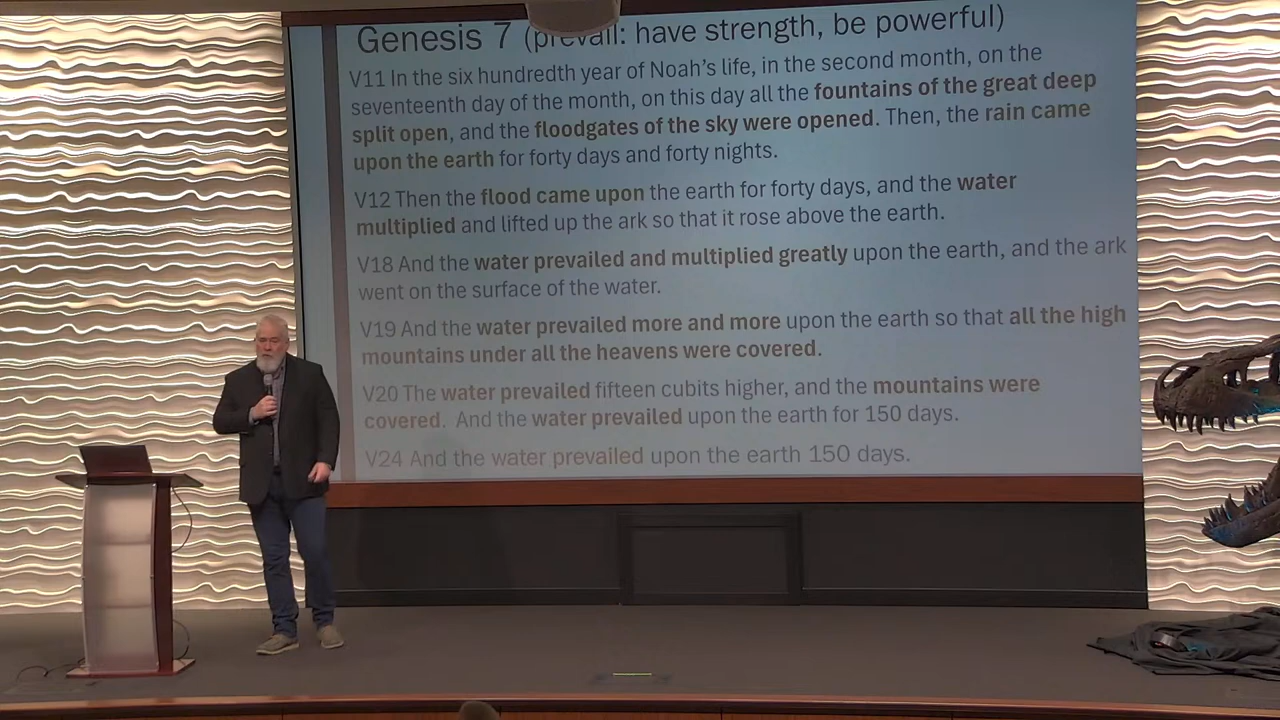 Genesis 7 (prevail: have strength, be powerful)
V11 In the six hundredth year of Noah's life, in the second month, on the
seventeenth day of the month, on this day all the fountains of the great deep
split open, and the floodgates of the sky were opened. Then, the rain came
upon the earth for forty days and forty nights.
V12 Then the flood came upon the earth for forty days, and the water
multiplied and lifted up the ark so that it rose above the earth.
V18 And the water prevailed and multiplied greatly upon the earth, and the ark
went on the surface of the water.
V19 And the water prevailed more and more upon the earth so that all the high
mountains under all the heavens were covered.
V20 The water prevailed fifteen cubits higher, and the mountains were
covered. And the water prevailed upon the earth for 150 days.
V24 And the water prevailed upon the earth 150 days.